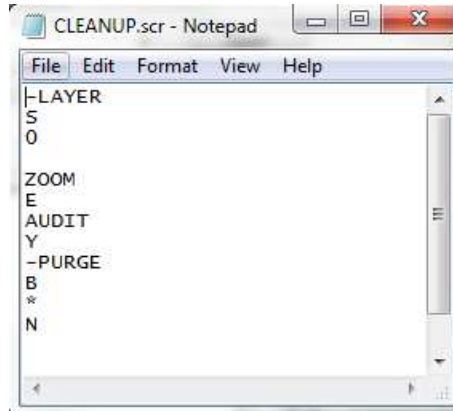 CLEANUP.scr - Notepad
File Edit Format View Help
-LAYER
S
0

ZOOM
E
AUDIT
Y
-PURGE
B
*
N